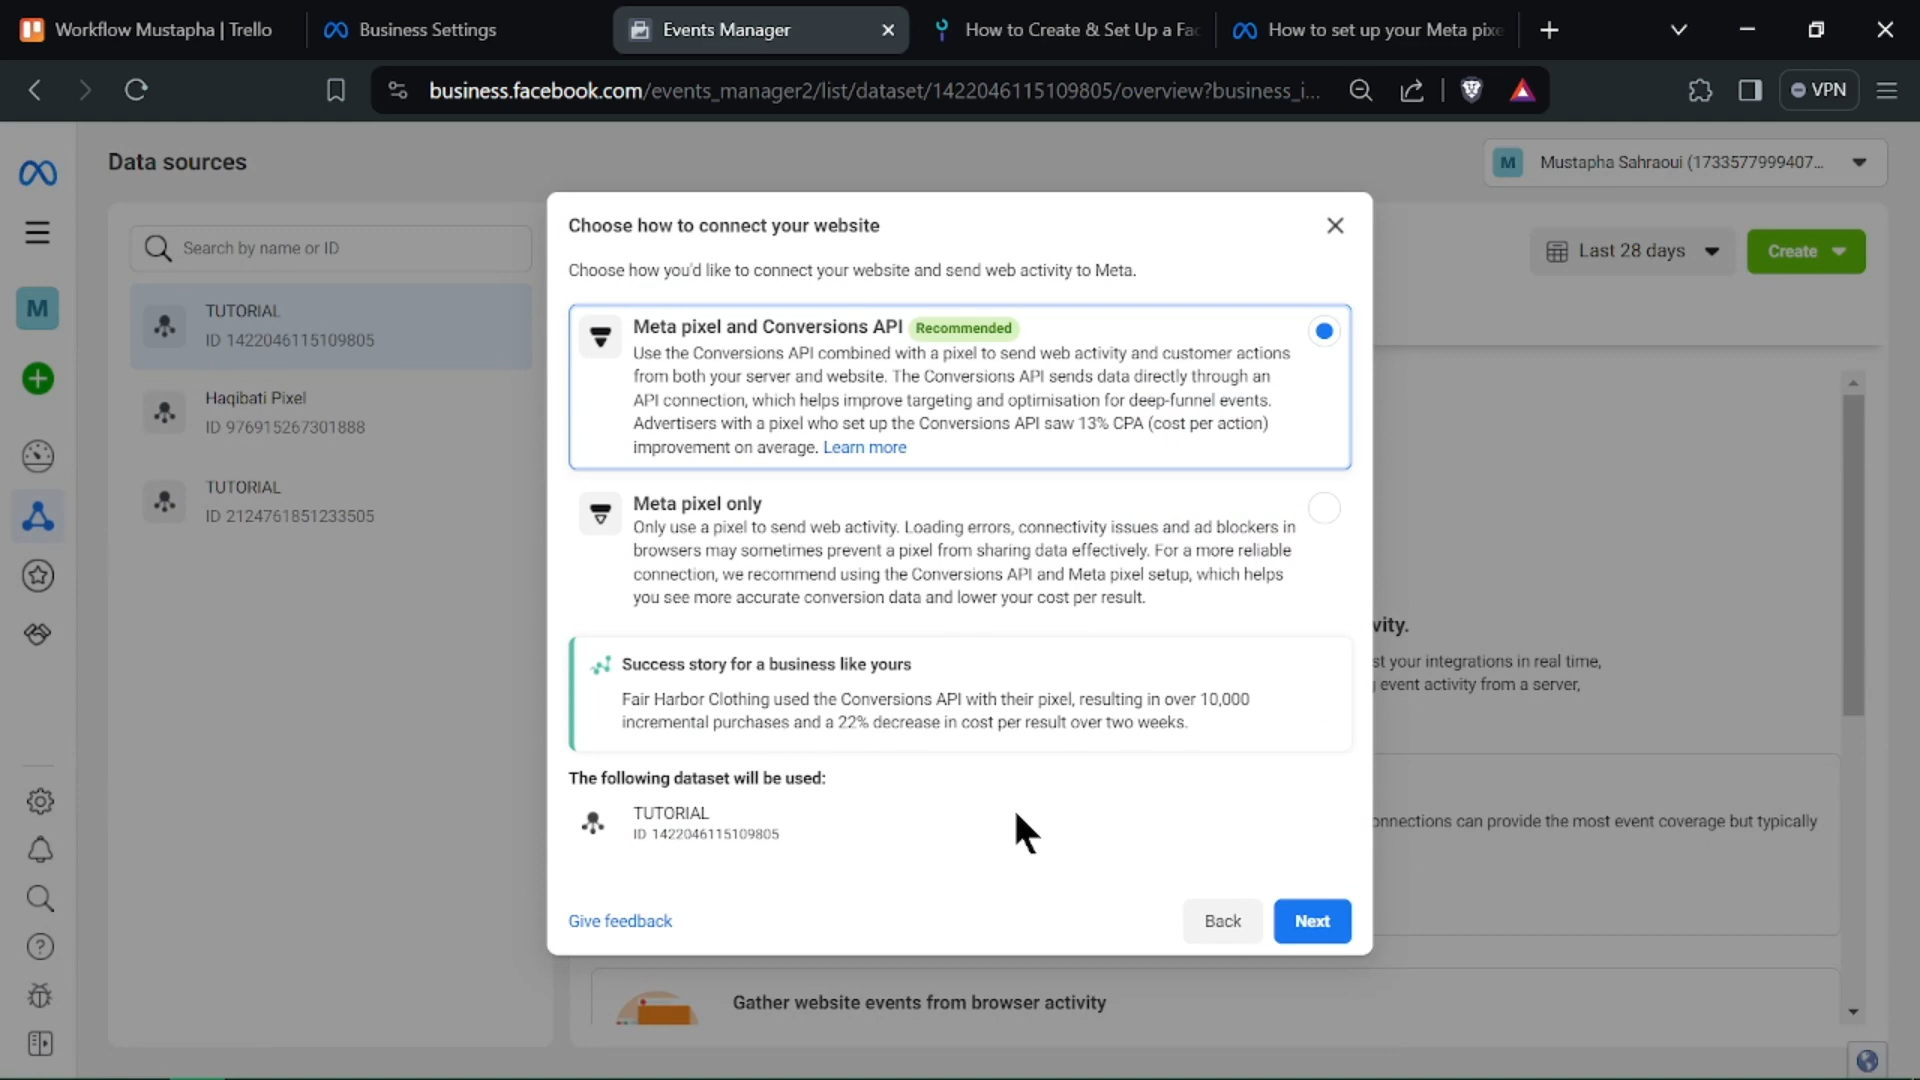 Workflow Mustapha | Trello
Business Settings
Events Manager
How to Create & Set Up a Fac
How to set up your Meta pixe
business.facebook.com/events_manager2/list/dataset/1422046115109805/overview?business_i...
VPN
Data sources
M
Mustapha Sahraoui (1733577999407...
Search by name or ID
Last 28 days
Create
M
TUTORIAL
ID 1422046115109805
Haqibati Pixel
ID 976915267301888
TUTORIAL
ID 2124761851233505
Choose how to connect your website
Choose how you'd like to connect your website and send web activity to Meta.
Meta pixel and Conversions API Recommended
Use the Conversions API combined with a pixel to send web activity and customer actions
from both your server and website. The Conversions API sends data directly through an
API connection, which helps improve targeting and optimisation for deep-funnel events.
Advertisers with a pixel who set up the Conversions API saw 13% CPA (cost per action)
improvement on average. Learn more
Meta pixel only
Only use a pixel to send web activity. Loading errors, connectivity issues and ad blockers in
browsers may sometimes prevent a pixel from sharing data effectively. For a more reliable
connection, we recommend using the Conversions API and Meta pixel setup, which helps
you see more accurate conversion data and lower your cost per result.
Success story for a business like yours
Fair Harbor Clothing used the Conversions API with their pixel, resulting in over 10,000
incremental purchases and a 22% decrease in cost per result over two weeks.
The following dataset will be used:
TUTORIAL
ID 1422046115109805
Give feedback
Back
Next
vity.
st your integrations in real time,
event activity from a server,
onnections can provide the most event coverage but typically
Gather website events from browser activity